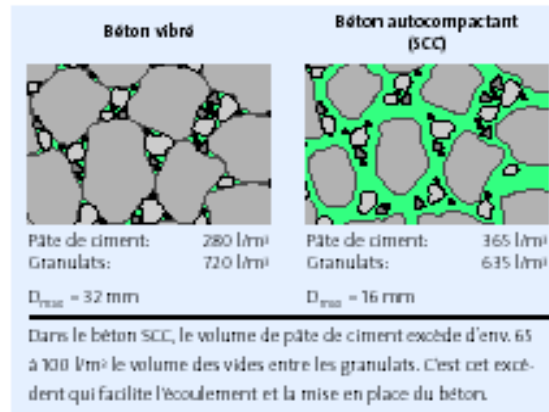 Béton vibré
Béton autocompactant
(SCC)
Pâte de ciment: 280 l/m³
Granulats: 720 l/m³
Dmax = 32 mm
Pâte de ciment: 365 l/m³
Granulats: 635 l/m³
Dmax = 16 mm
Dans le béton SCC, le volume de pâte de ciment excède d'env. 65
à 100 l/m³ le volume des vides entre les granulats. C'est cet excé-
dent qui facilite l'écoulement et la mise en place du béton.